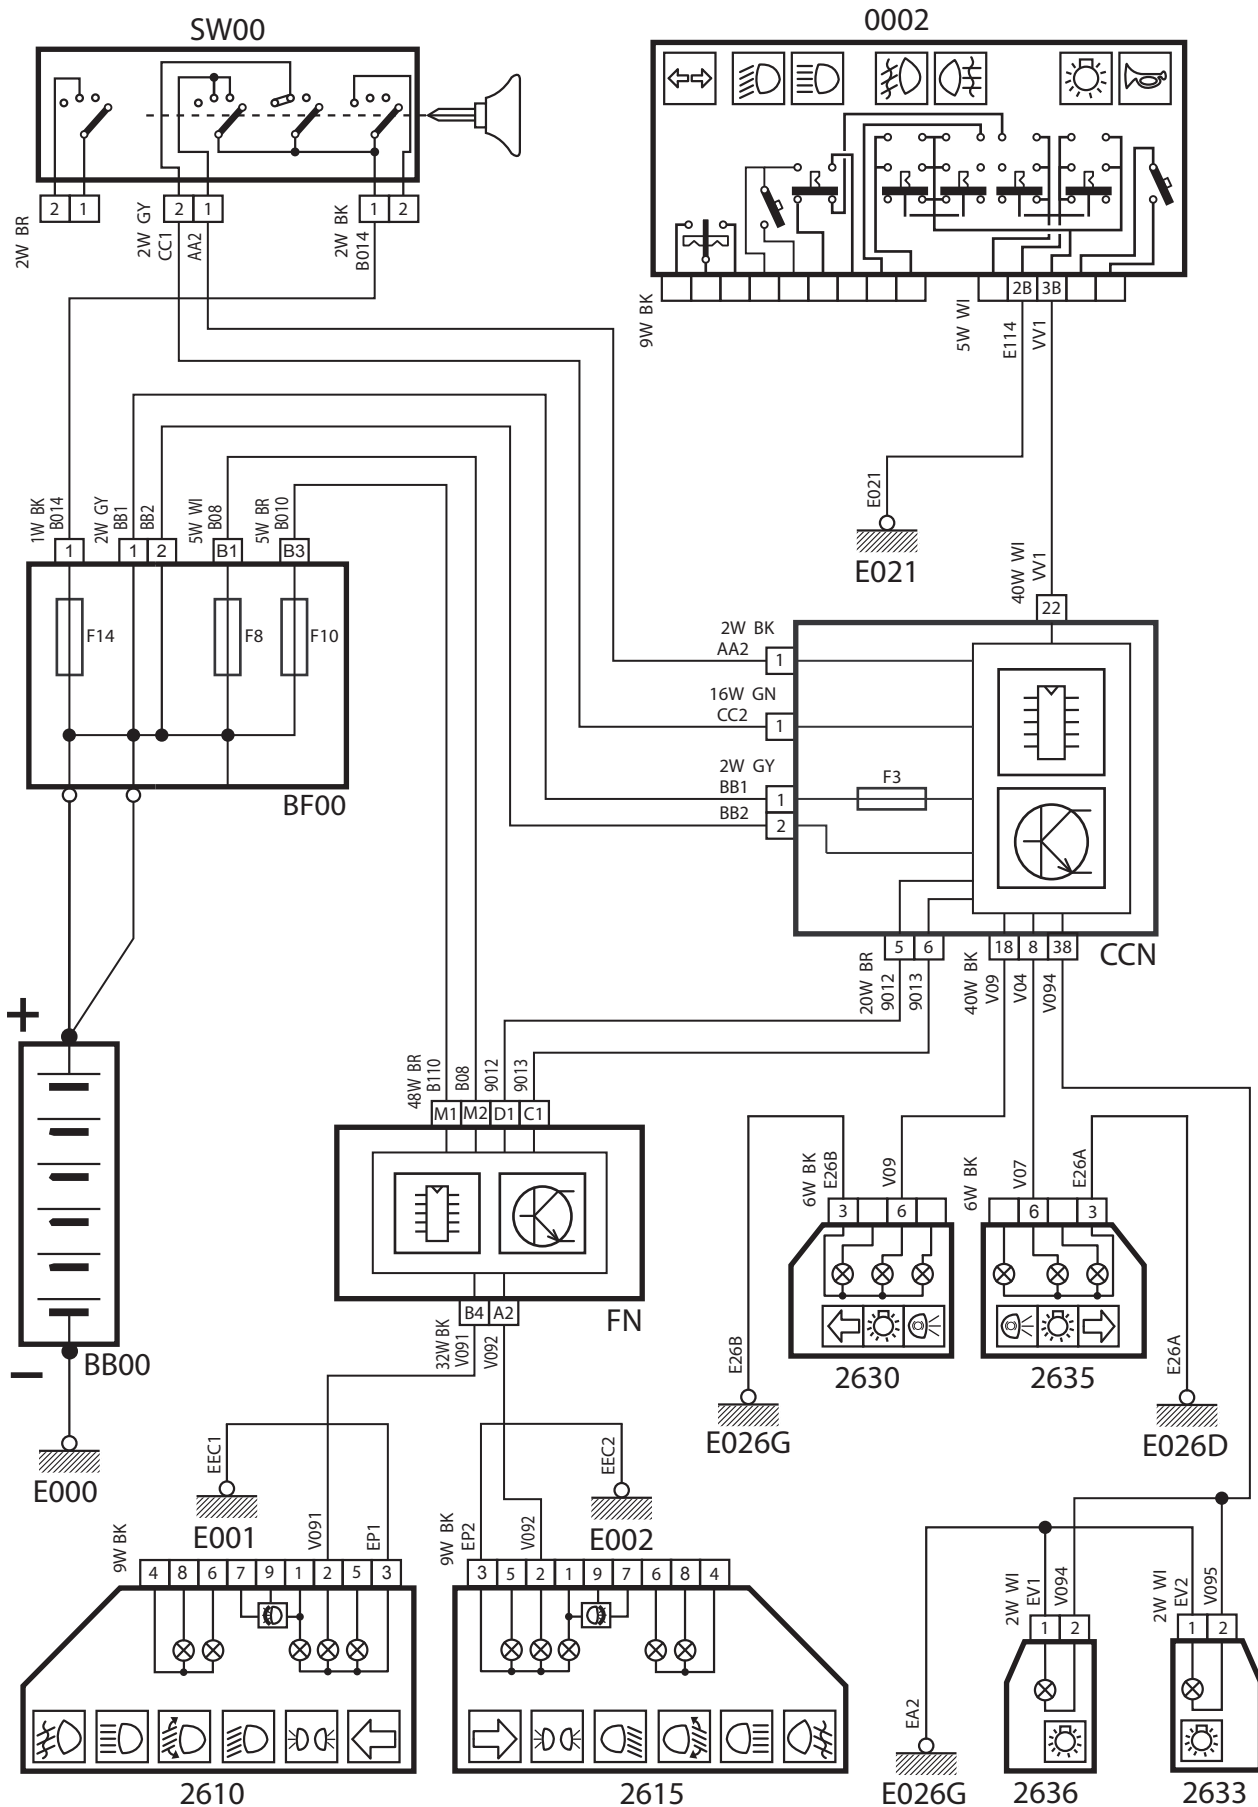 SW00
0002
2 1
2 1
1 2
2W BR
2W GY
CC1
AA2
2W BK
B014
2B 3B
9W BK
5W WI
E114
VV1
E021
E021
1W BK
B014
2W GY
BB1
BB2
5W WI
B08
5W BR
B010
1 1 2 B1 B3
F14
F8
F10
BF00
40W WI
VV1
22
2W BK
AA2
1
16W GN
CC2
1
2W GY
BB1
1
BB2
2
F3
5 6 18 8 38
CCN
20W BR
9012
9013
40W BK
V09
V04
V094
+
−
BB00
E000
48W BR
B110
B08
9012
9013
M1 M2 D1 C1
B4 A2
FN
32W BK
V091
V092
6W BK
E26B
V09
6W BK
V07
E26A
3 6
6 3
2630
2635
E26B
E026G
E26A
E026D
EEC1
E001
EEC2
E002
9W BK
V091
EP1
9W BK
EP2
V092
4 8 6 7 9 1 2 5 3
3 5 2 1 9 7 6 8 4
2610
2615
2W WI
EV1
V094
2W WI
EV2
V095
1 2
1 2
EA2
E026G
2636
2633